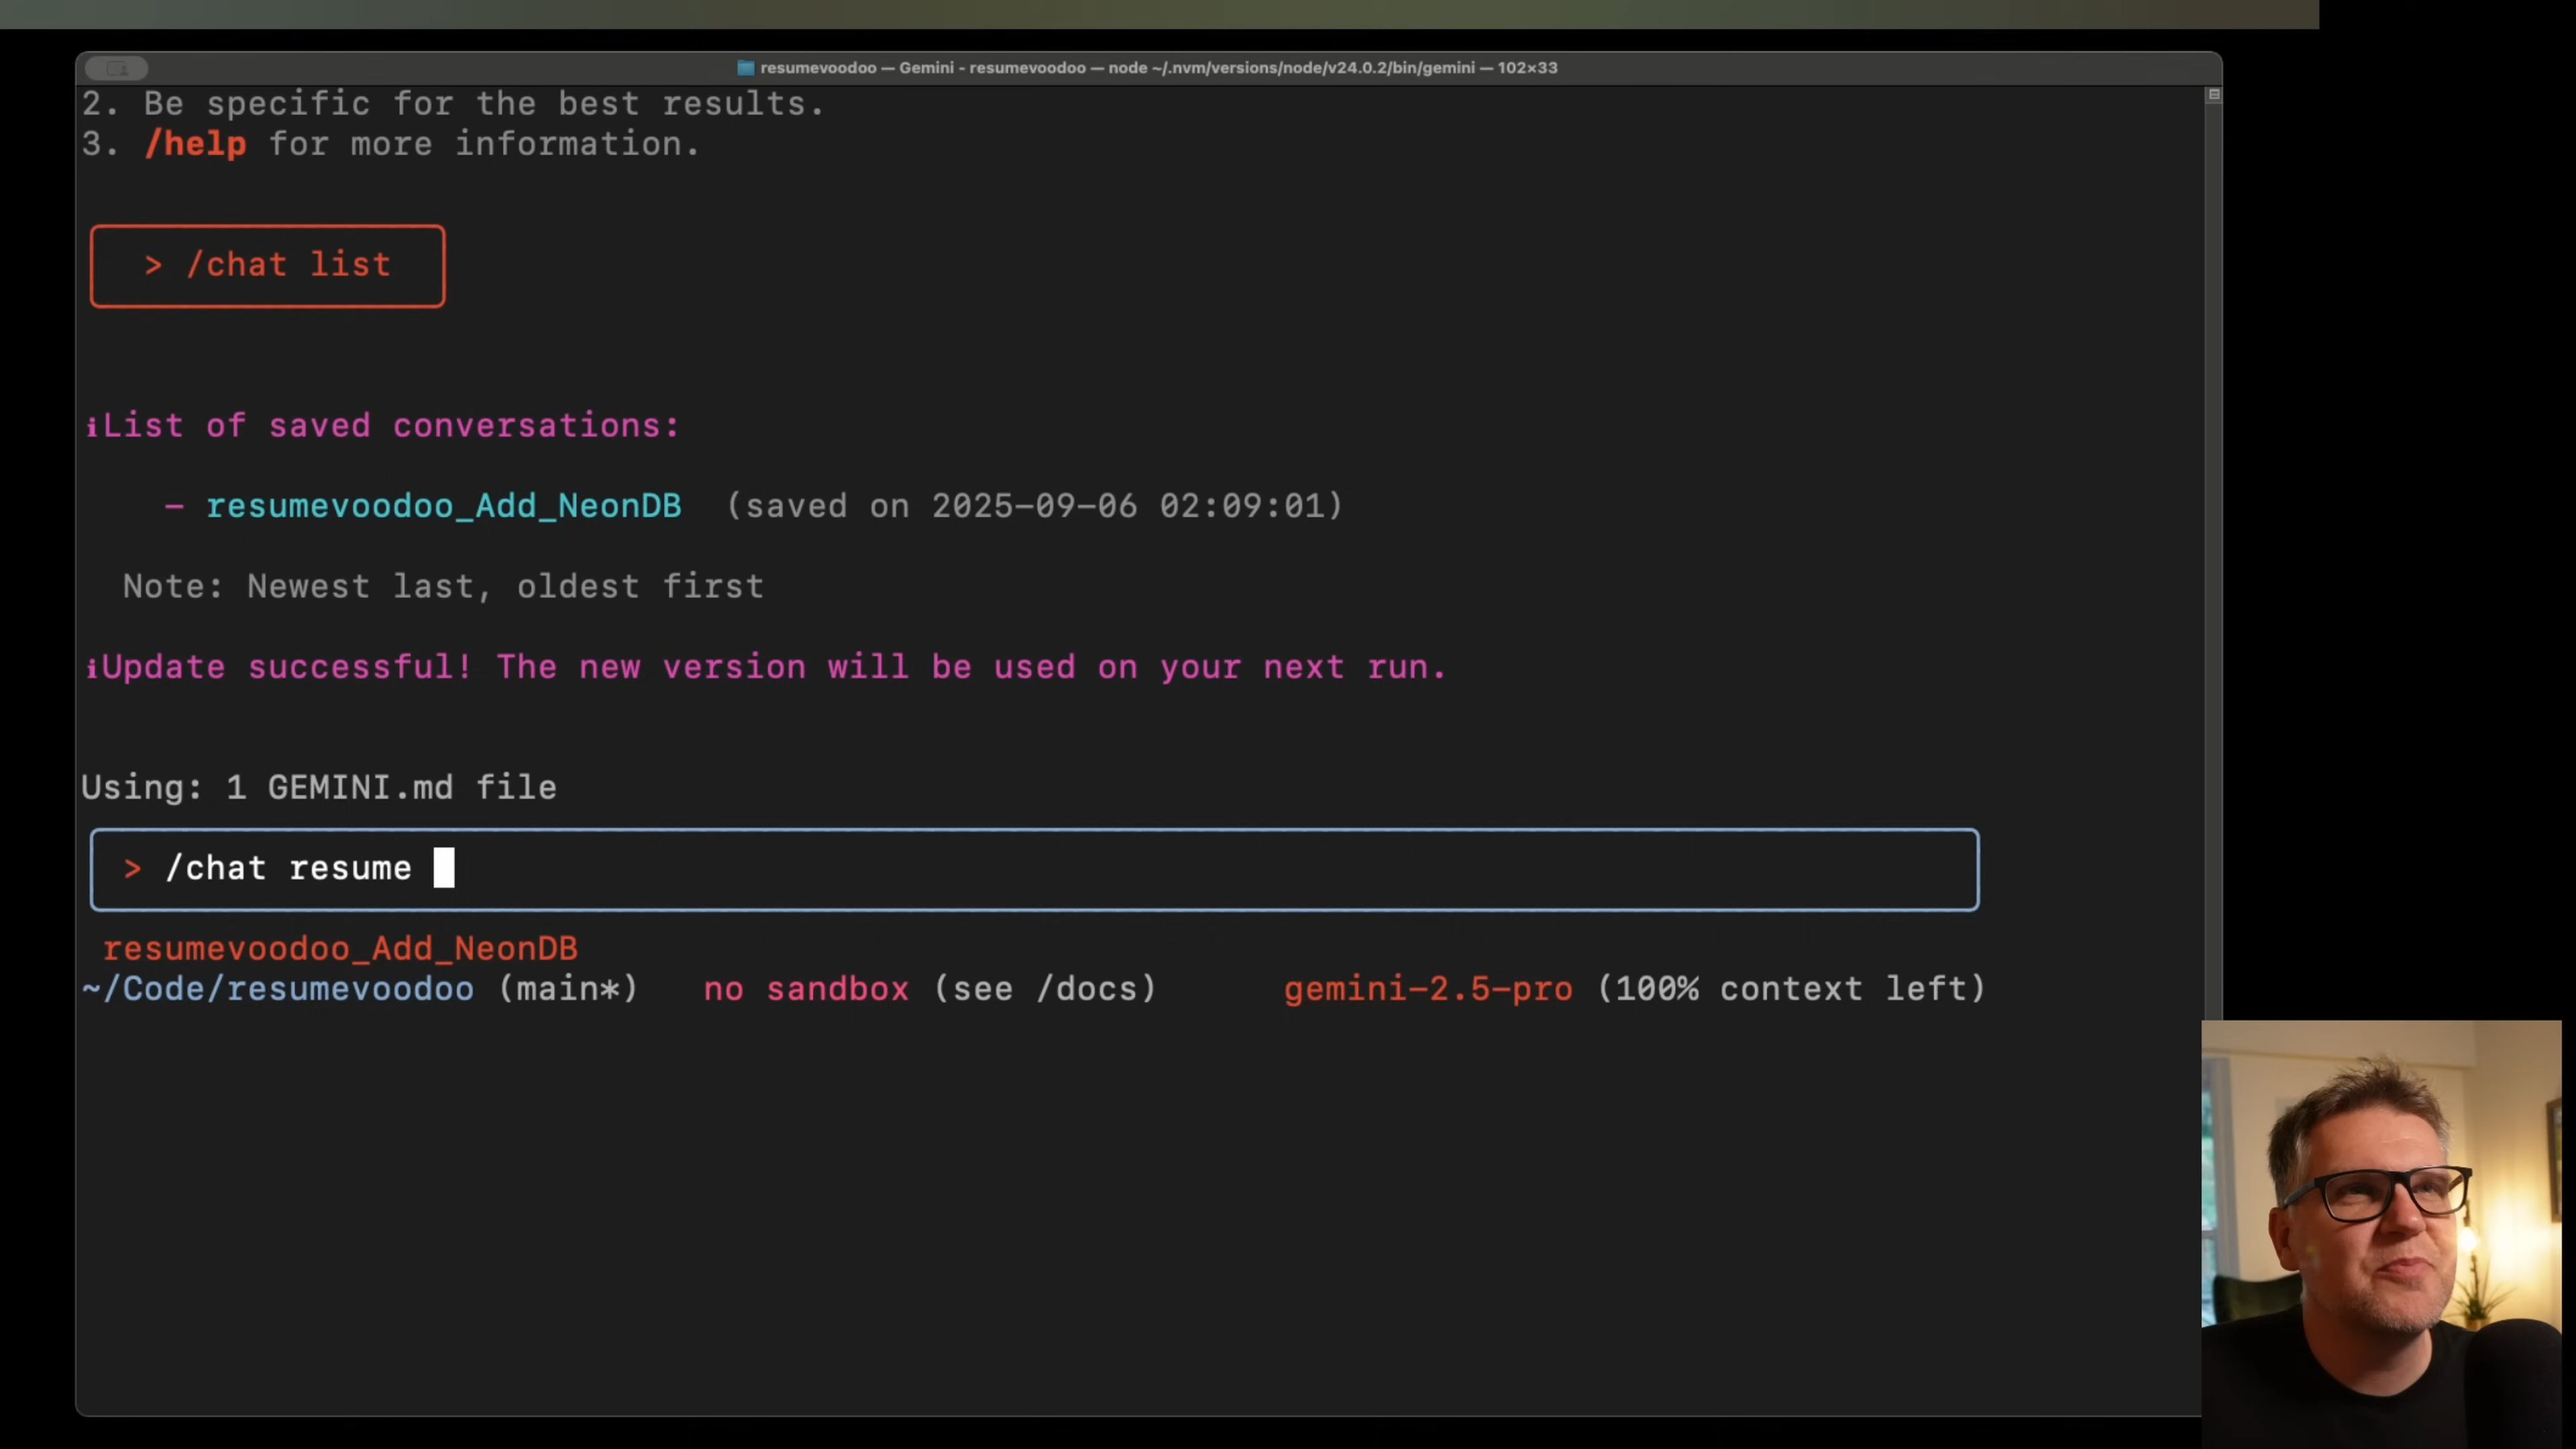 resumevoodoo — Gemini - resumevoodoo — node ~/.nvm/versions/node/v24.0.2/bin/gemini — 102×33
2. Be specific for the best results.
3. /help for more information.
> /chat list
ℹList of saved conversations:
– resumevoodoo_Add_NeonDB (saved on 2025-09-06 02:09:01)
Note: Newest last, oldest first
ℹUpdate successful! The new version will be used on your next run.
Using: 1 GEMINI.md file
> /chat resume
resumevoodoo_Add_NeonDB
~/Code/resumevoodoo (main*) no sandbox (see /docs) gemini-2.5-pro (100% context left)